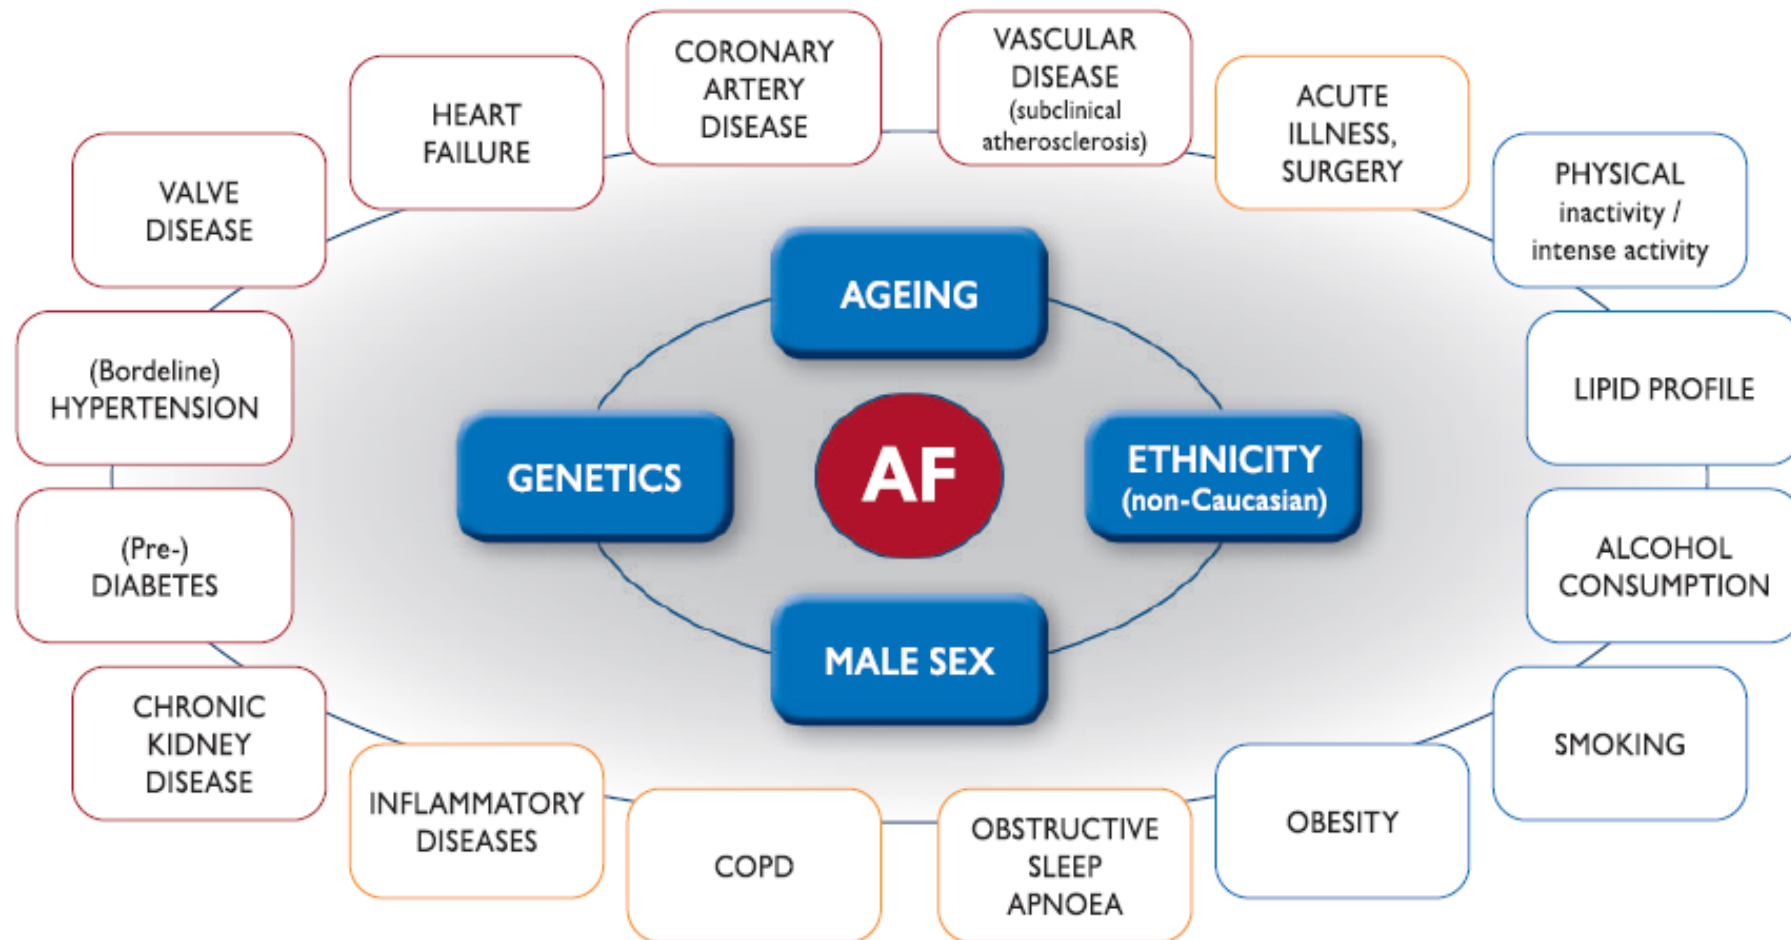 CORONARY
ARTERY
DISEASE
VASCULAR
DISEASE
(subclinical
atherosclerosis)
ACUTE
ILLNESS,
SURGERY
PHYSICAL
inactivity /
intense activity
LIPID PROFILE
ALCOHOL
CONSUMPTION
SMOKING
OBESITY
OBSTRUCTIVE
SLEEP
APNOEA
COPD
INFLAMMATORY
DISEASES
CHRONIC
KIDNEY
DISEASE
(Pre-)
DIABETES
(Bordeline)
HYPERTENSION
VALVE
DISEASE
HEART
FAILURE
AGEING
GENETICS
AF
ETHNICITY
(non-Caucasian)
MALE SEX